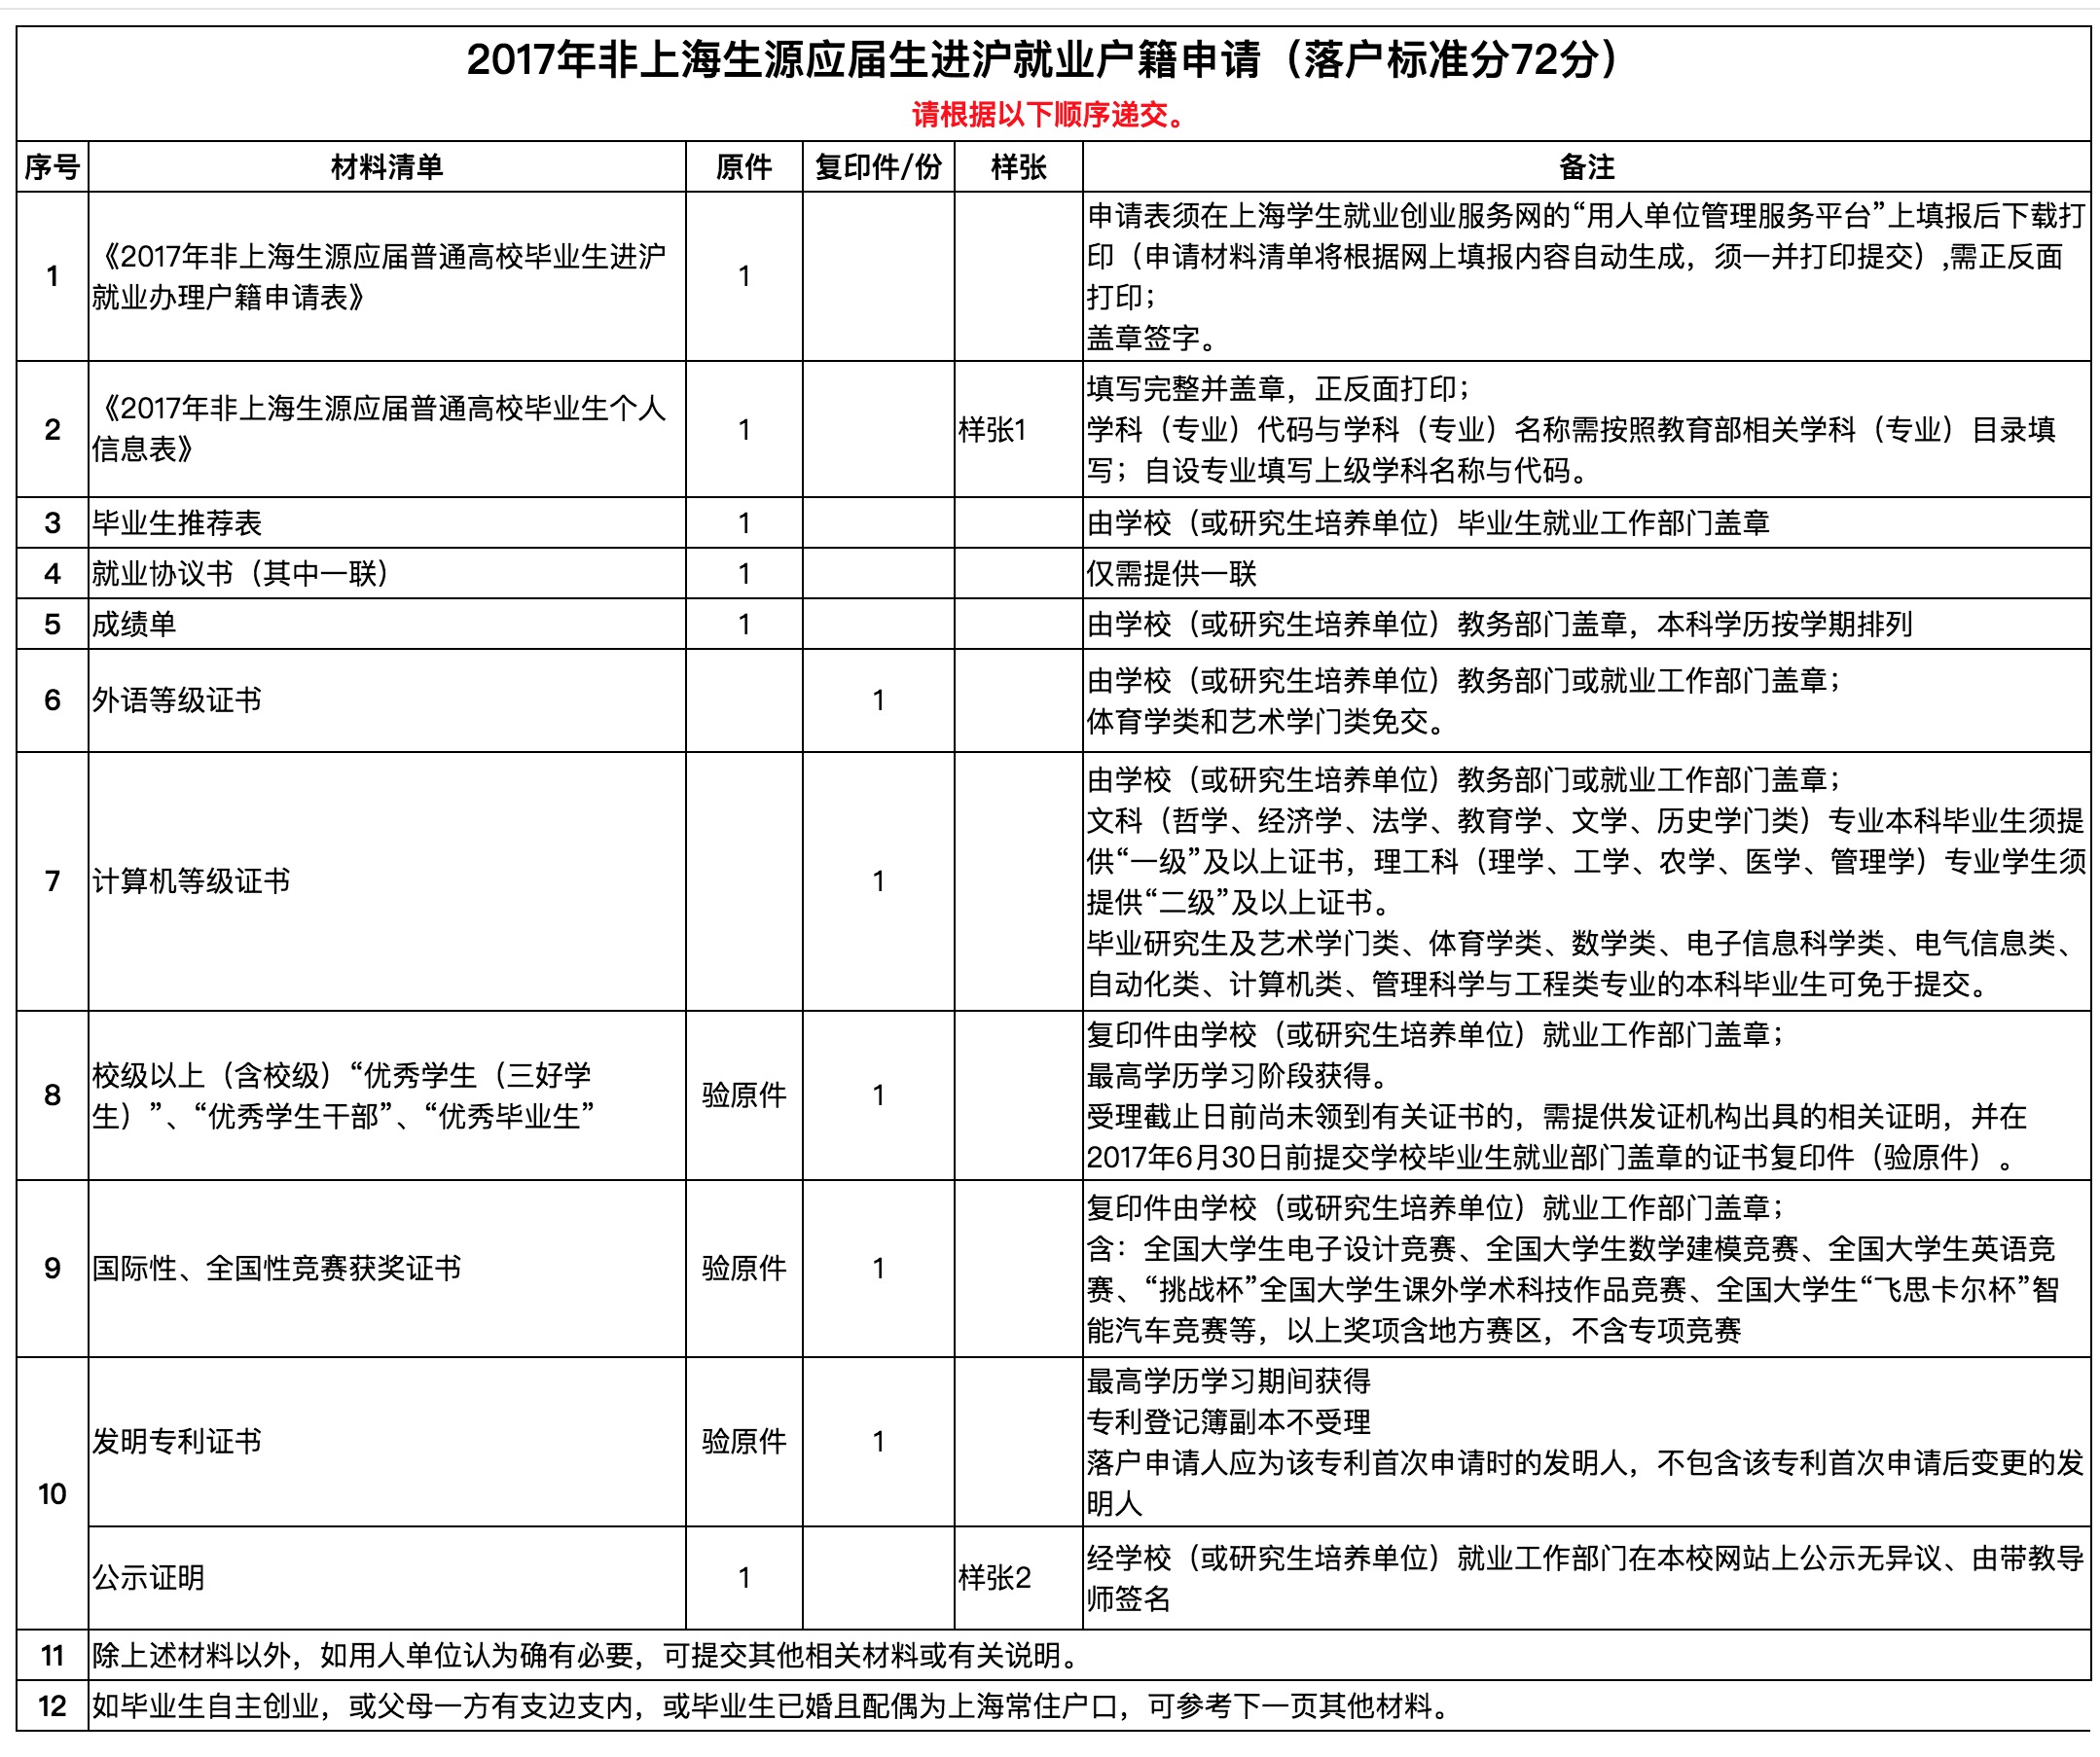 2017年非上海生源应届生进沪就业户籍申请（落户标准分72分）
请根据以下顺序递交。
序号 材料清单 原件 复印件/份 样张 备注
1
《2017年非上海生源应届普通高校毕业生进沪
就业办理户籍申请表》
1
申请表须在上海学生就业创业服务网的“用人单位管理服务平台”上填报后下载打
印（申请材料清单将根据网上填报内容自动生成，须一并打印提交）,需正反面
打印；
盖章签字。
2
《2017年非上海生源应届普通高校毕业生个人
信息表》
1
样张1
填写完整并盖章，正反面打印；
学科（专业）代码与学科（专业）名称需按照教育部相关学科（专业）目录填
写；自设专业填写上级学科名称与代码。
3 毕业生推荐表 1 由学校（或研究生培养单位）毕业生就业工作部门盖章
4 就业协议书（其中一联） 1 仅需提供一联
5 成绩单 1 由学校（或研究生培养单位）教务部门盖章，本科学历按学期排列
6 外语等级证书 1
由学校（或研究生培养单位）教务部门或就业工作部门盖章；
体育学类和艺术学门类免交。
7 计算机等级证书 1
由学校（或研究生培养单位）教务部门或就业工作部门盖章；
文科（哲学、经济学、法学、教育学、文学、历史学门类）专业本科毕业生须提
供“一级”及以上证书，理工科（理学、工学、农学、医学、管理学）专业学生须
提供“二级”及以上证书。
毕业研究生及艺术学门类、体育学类、数学类、电子信息科学类、电气信息类、
自动化类、计算机类、管理科学与工程类专业的本科毕业生可免于提交。
8
校级以上（含校级）“优秀学生（三好学
生）”、“优秀学生干部”、“优秀毕业生”
验原件 1
复印件由学校（或研究生培养单位）就业工作部门盖章；
最高学历学习阶段获得。
受理截止日前尚未领到有关证书的，需提供发证机构出具的相关证明，并在
2017年6月30日前提交学校毕业生就业部门盖章的证书复印件（验原件）。
9 国际性、全国性竞赛获奖证书 验原件 1
复印件由学校（或研究生培养单位）就业工作部门盖章；
含：全国大学生电子设计竞赛、全国大学生数学建模竞赛、全国大学生英语竞
赛、“挑战杯”全国大学生课外学术科技作品竞赛、全国大学生“飞思卡尔杯”智
能汽车竞赛等，以上奖项含地方赛区，不含专项竞赛
10
发明专利证书 验原件 1
最高学历学习期间获得
专利登记簿副本不受理
落户申请人应为该专利首次申请时的发明人，不包含该专利首次申请后变更的发
明人
公示证明 1 样张2
经学校（或研究生培养单位）就业工作部门在本校网站上公示无异议、由带教导
师签名
11 除上述材料以外，如用人单位认为确有必要，可提交其他相关材料或有关说明。
12 如毕业生自主创业，或父母一方有支边支内，或毕业生已婚且配偶为上海常住户口，可参考下一页其他材料。